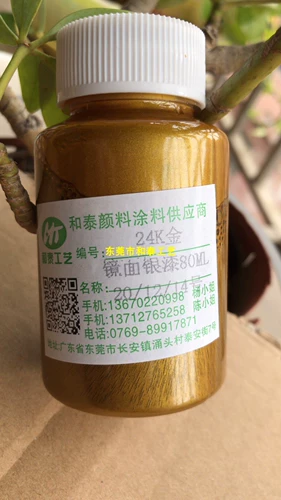 和泰颜料涂料供应商
HT
和泰工艺
编号:
24K金
东莞市和泰工艺
镜面银漆80ML
名称:
20/12/14号
手机:13670220998 杨小姐
手机:13712765258 陈小姐
电话:0769-89917871
地址:广东省东莞市长安镇涌头村泰安街7号